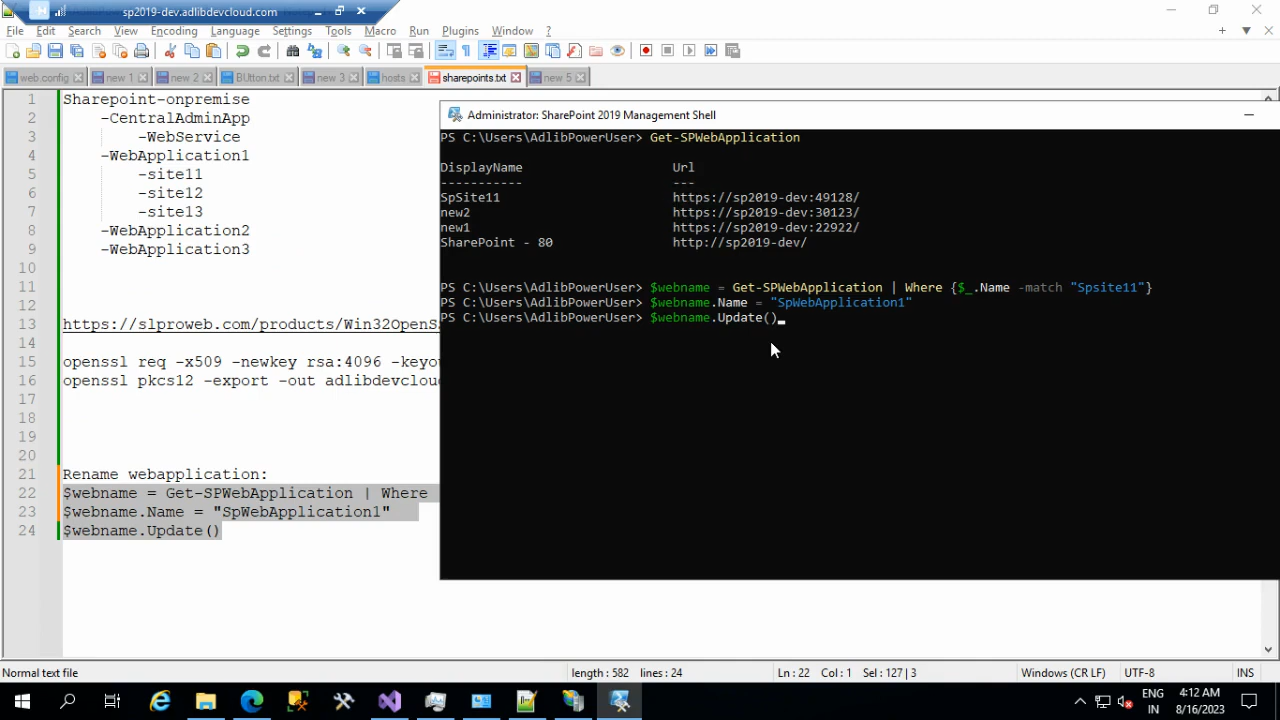 sp2019-dev.adlibdevcloud.com
File Edit Search View Encoding Language Settings Tools Macro Run Plugins Window ?
web.config new 1 new 2 BUtton.txt new 3 hosts sharepoints.txt new 5
1 Sharepoint-onpremise
2 -CentralAdminApp
3 -WebService
4 -WebApplication1
5 -site11
6 -site12
7 -site13
8 -WebApplication2
9 -WebApplication3
10
11
12
13 https://slproweb.com/products/Win32OpenS
14
15 openssl req -x509 -newkey rsa:4096 -keyo
16 openssl pkcs12 -export -out adlibdevclou
17
18
19
20
21 Rename webapplication:
22 $webname = Get-SPWebApplication | Where
23 $webname.Name = "SpWebApplication1"
24 $webname.Update()
Administrator: SharePoint 2019 Management Shell
PS C:\Users\AdlibPowerUser> Get-SPWebApplication
DisplayName Url
----------- ---
SpSite11 https://sp2019-dev:49128/
new2 https://sp2019-dev:30123/
new1 https://sp2019-dev:22922/
SharePoint - 80 http://sp2019-dev/
PS C:\Users\AdlibPowerUser> $webname = Get-SPWebApplication | Where {$_.Name -match "Spsite11"}
PS C:\Users\AdlibPowerUser> $webname.Name = "SpWebApplication1"
PS C:\Users\AdlibPowerUser> $webname.Update()
Normal text file length : 582 lines : 24 Ln : 22 Col : 1 Sel : 127 | 3 Windows (CR LF) UTF-8 INS
ENG
IN
4:12 AM
8/16/2023